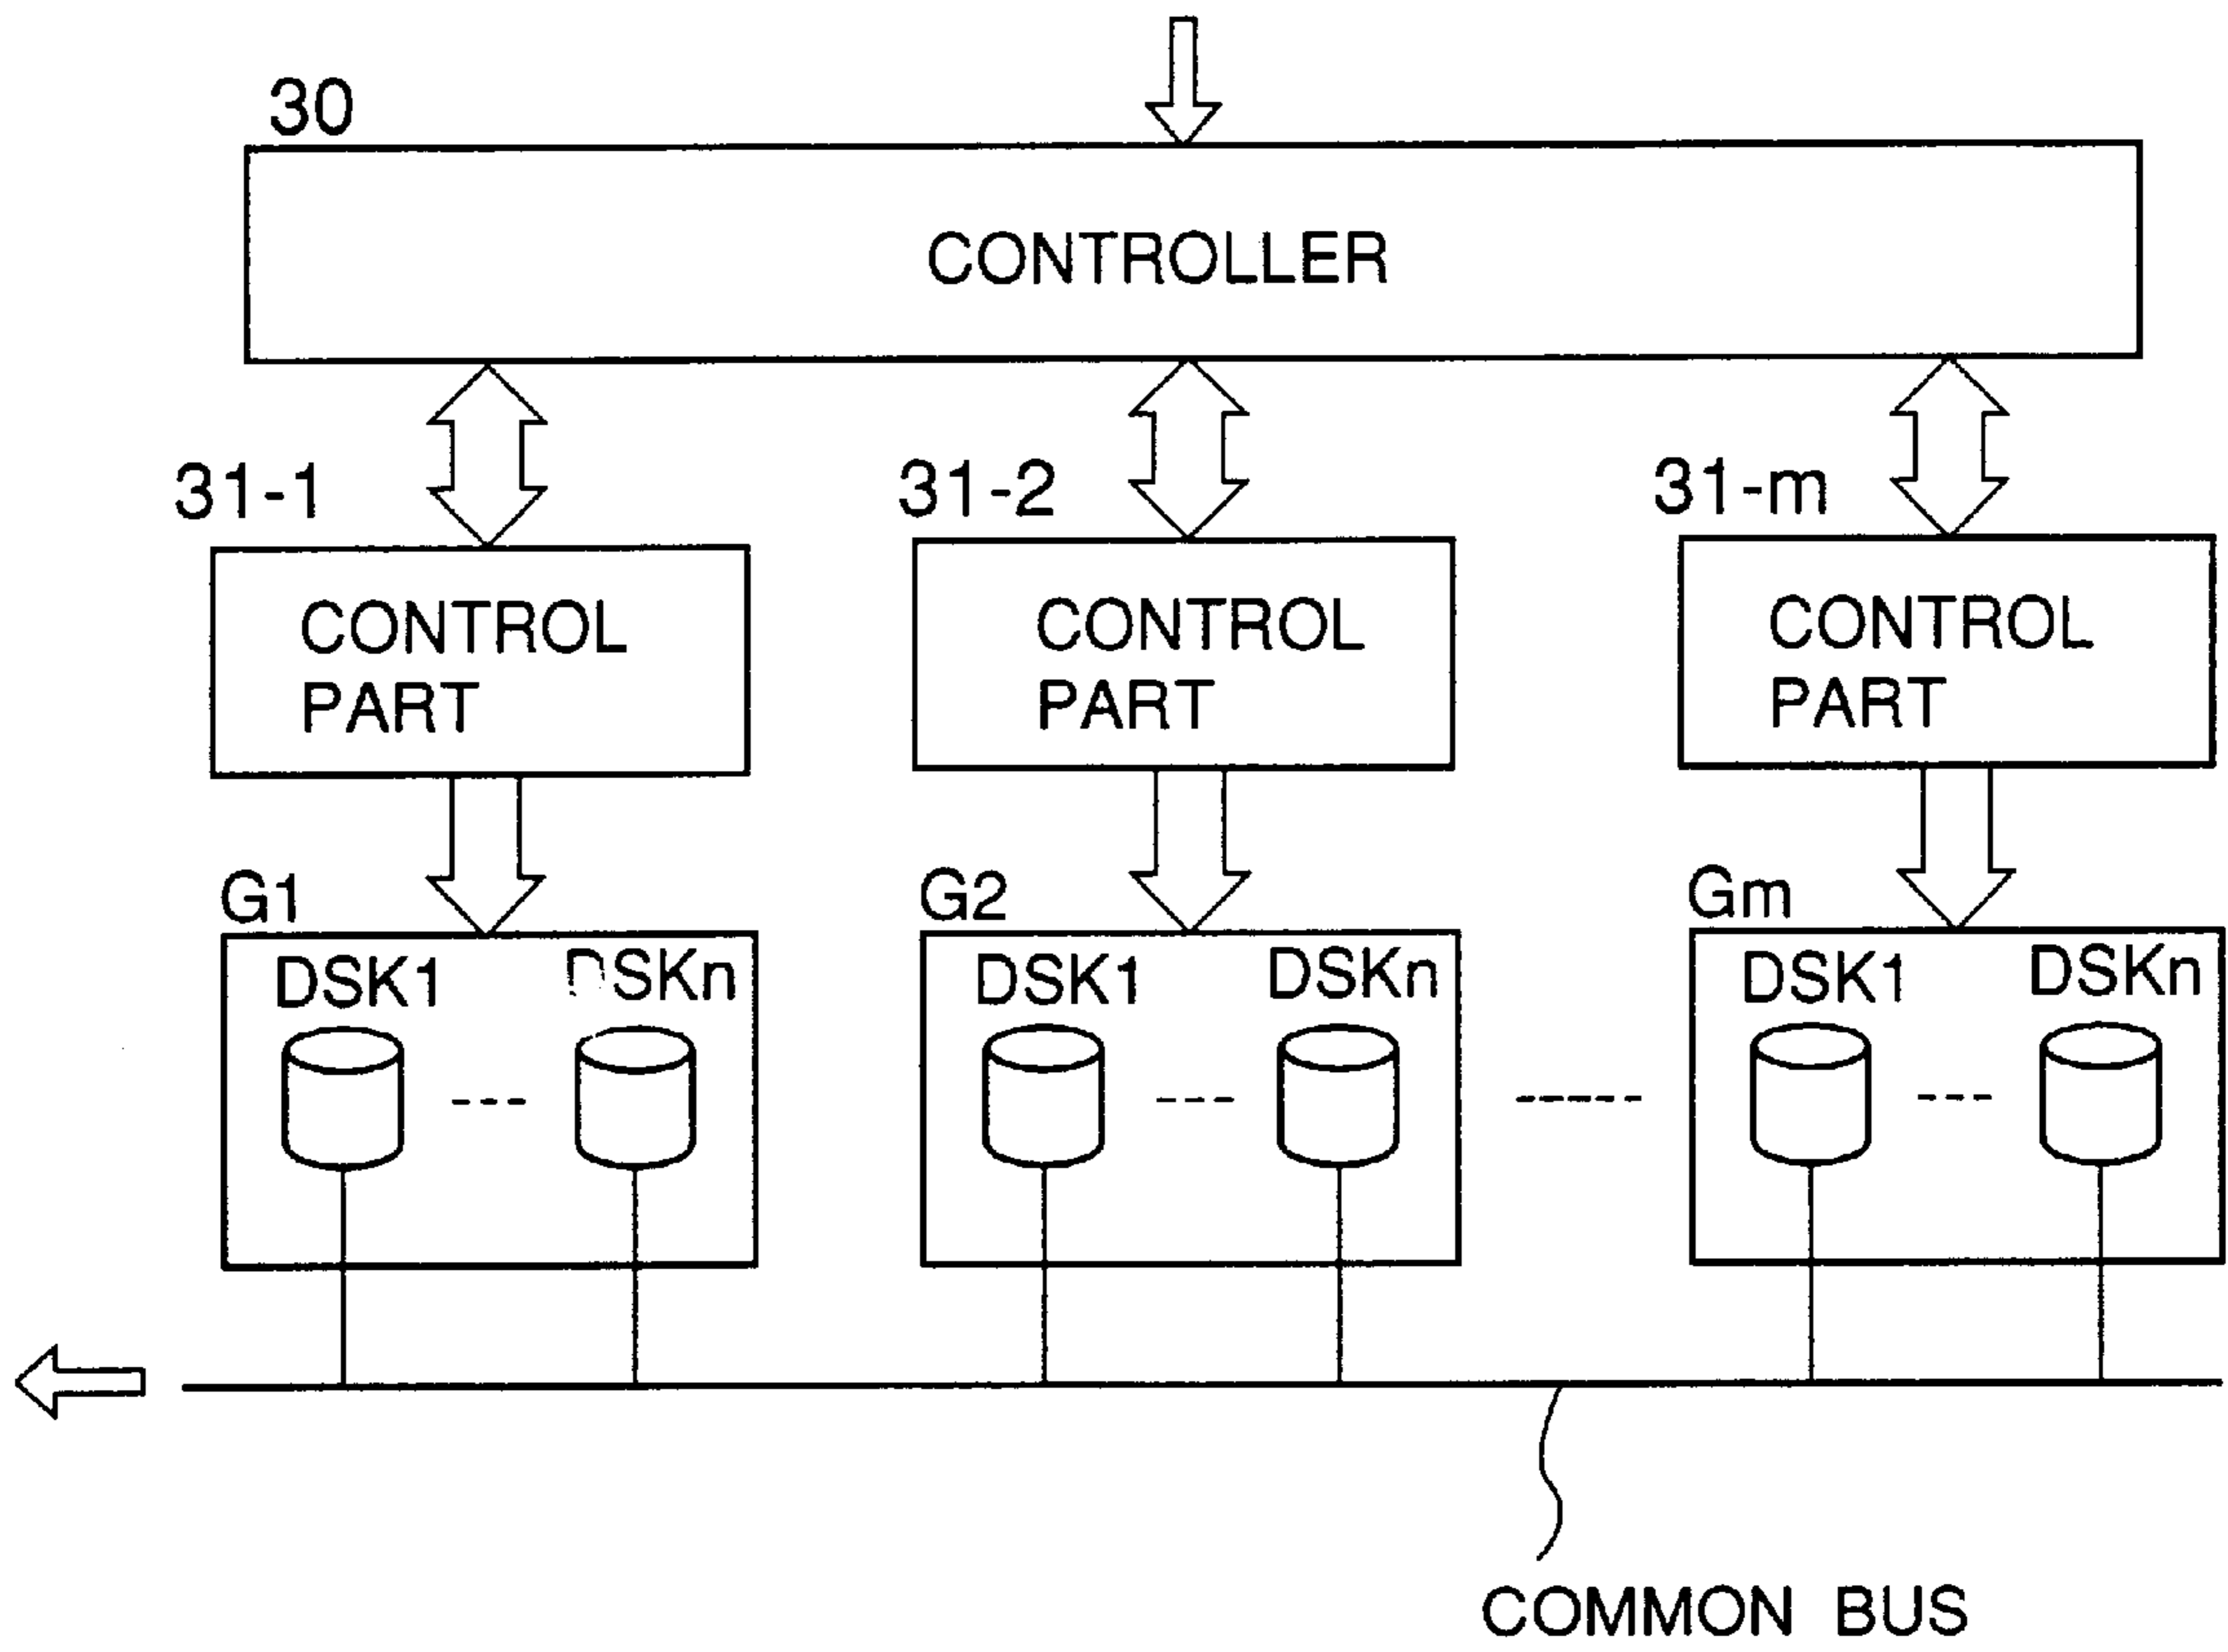 30
CONTROLLER
31-1
31-2
31-m
CONTROL
PART
CONTROL
PART
CONTROL
PART
G1
G2
Gm
DSK1
DSKn
DSK1
DSKn
DSK1
DSKn
COMMON BUS